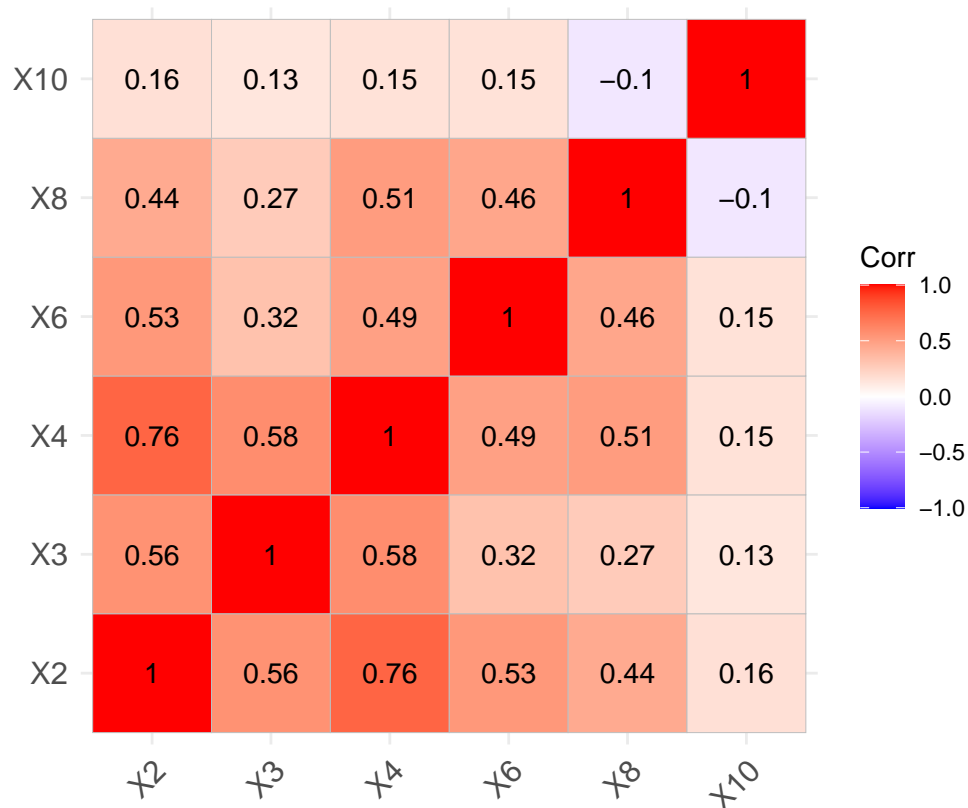 X10 0.16 0.13 0.15 0.15 −0.1 1
X8 0.44 0.27 0.51 0.46 1 −0.1
X6 0.53 0.32 0.49 1 0.46 0.15
X4 0.76 0.58 1 0.49 0.51 0.15
X3 0.56 1 0.58 0.32 0.27 0.13
X2 1 0.56 0.76 0.53 0.44 0.16
X2 X3 X4 X6 X8 X10
Corr
1.0
0.5
0.0
−0.5
−1.0